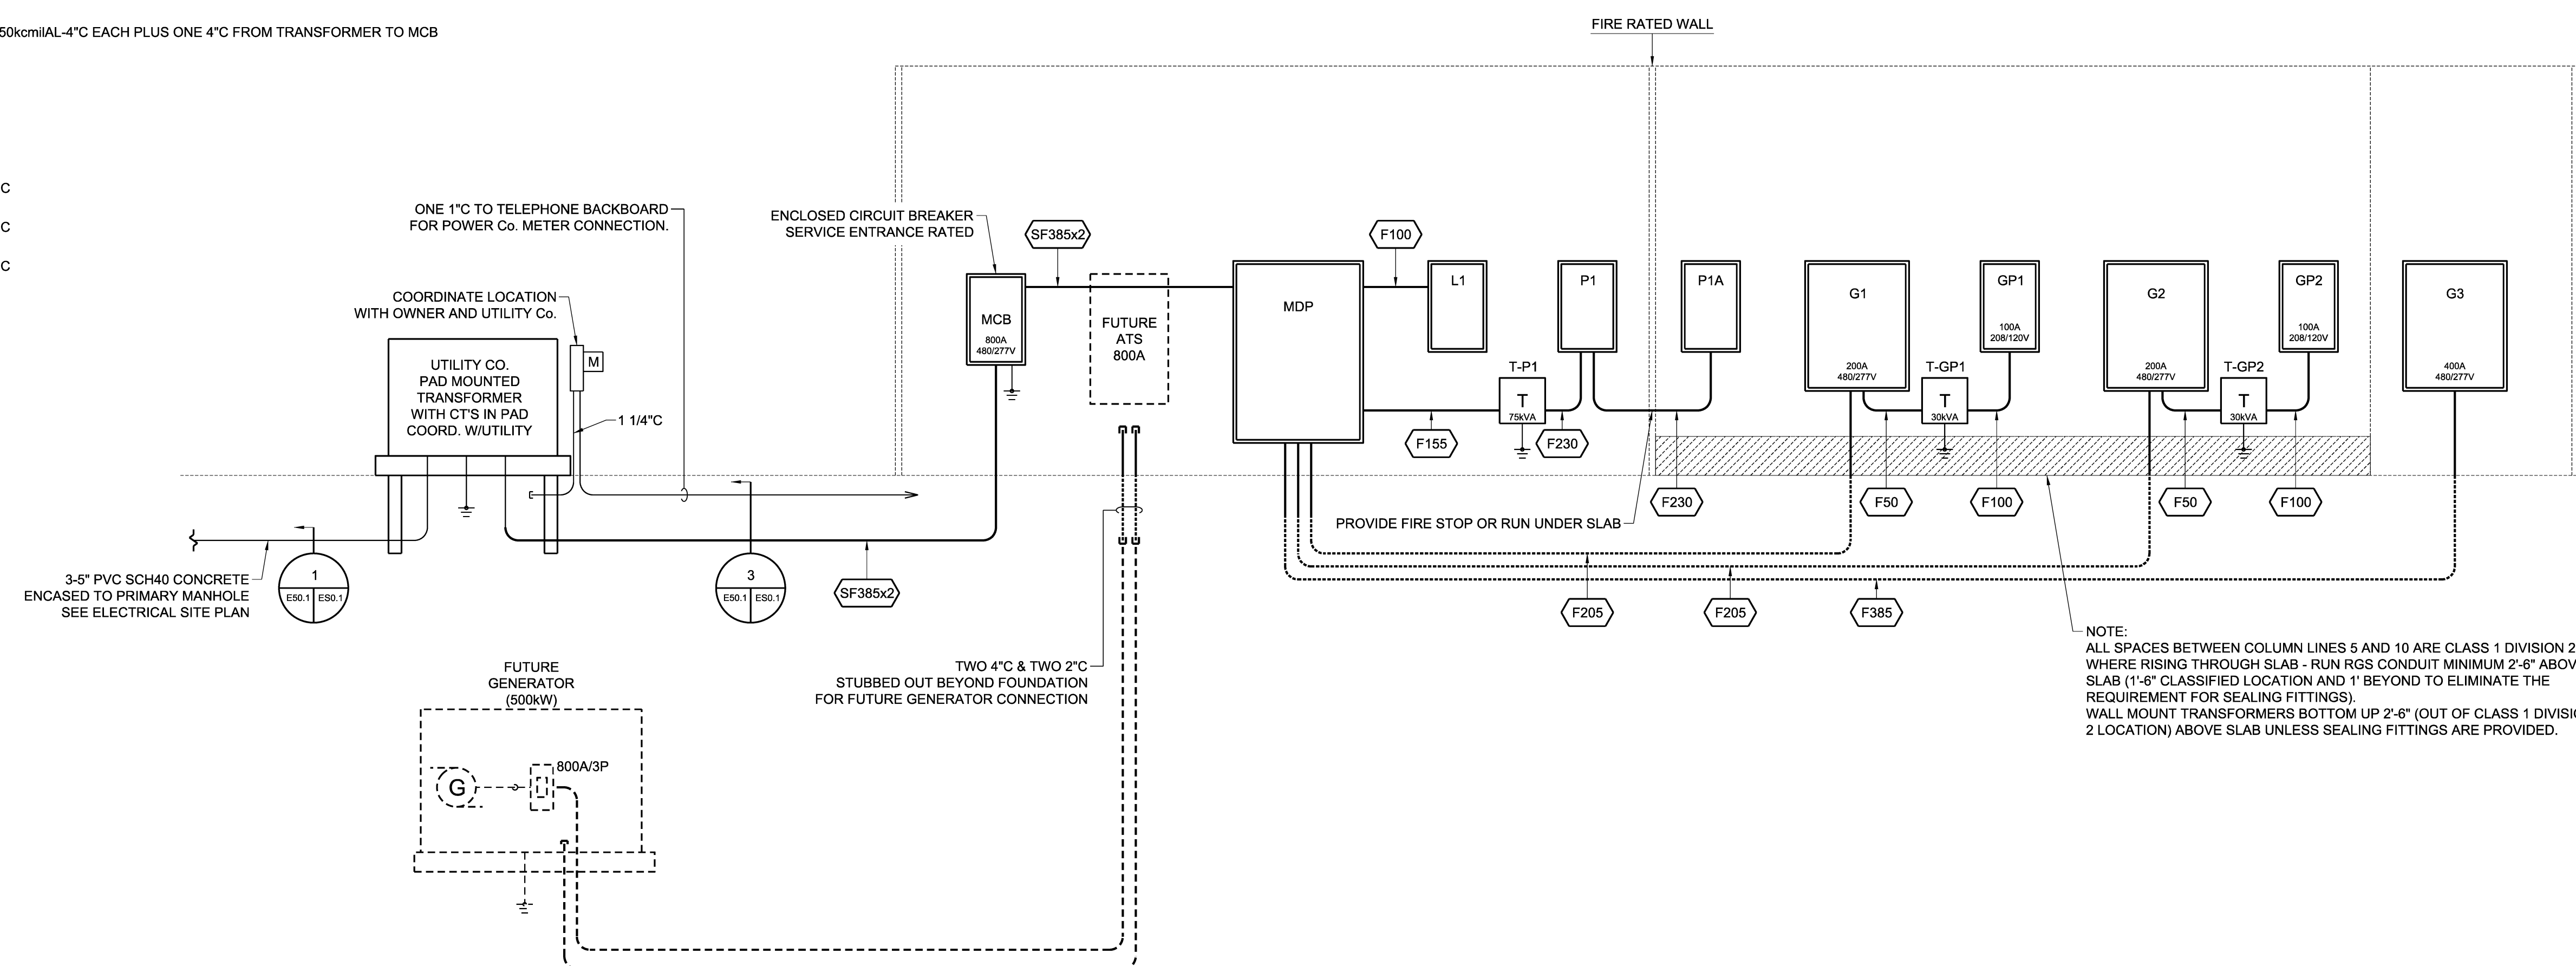 50kcmilAL-4"C EACH PLUS ONE 4"C FROM TRANSFORMER TO MCB
FIRE RATED WALL
C
C
C
ONE 1"C TO TELEPHONE BACKBOARD
FOR POWER Co. METER CONNECTION.
ENCLOSED CIRCUIT BREAKER
SERVICE ENTRANCE RATED
COORDINATE LOCATION
WITH OWNER AND UTILITY Co.
M
UTILITY CO.
PAD MOUNTED
TRANSFORMER
WITH CT'S IN PAD
COORD. W/UTILITY
1 1/4"C
SF385x2
MCB
800A
480/277V
FUTURE
ATS
800A
MDP
F100
L1
P1
P1A
T-P1
T
75kVA
F155
F230
F230
G1
200A
480/277V
T-GP1
T
30kVA
GP1
100A
208/120V
G2
200A
480/277V
T-GP2
T
30kVA
GP2
100A
208/120V
G3
400A
480/277V
F50
F100
F50
F100
PROVIDE FIRE STOP OR RUN UNDER SLAB
3-5" PVC SCH40 CONCRETE
ENCASED TO PRIMARY MANHOLE
SEE ELECTRICAL SITE PLAN
1
E50.1 ES0.1
3
E50.1 ES0.1
SF385x2
F205
F205
F385
TWO 4"C & TWO 2"C
STUBBED OUT BEYOND FOUNDATION
FOR FUTURE GENERATOR CONNECTION
NOTE:
ALL SPACES BETWEEN COLUMN LINES 5 AND 10 ARE CLASS 1 DIVISION 2
WHERE RISING THROUGH SLAB - RUN RGS CONDUIT MINIMUM 2'-6" ABOV
SLAB (1'-6" CLASSIFIED LOCATION AND 1' BEYOND TO ELIMINATE THE
REQUIREMENT FOR SEALING FITTINGS).
WALL MOUNT TRANSFORMERS BOTTOM UP 2'-6" (OUT OF CLASS 1 DIVISI
2 LOCATION) ABOVE SLAB UNLESS SEALING FITTINGS ARE PROVIDED.
FUTURE
GENERATOR
(500kW)
G
800A/3P